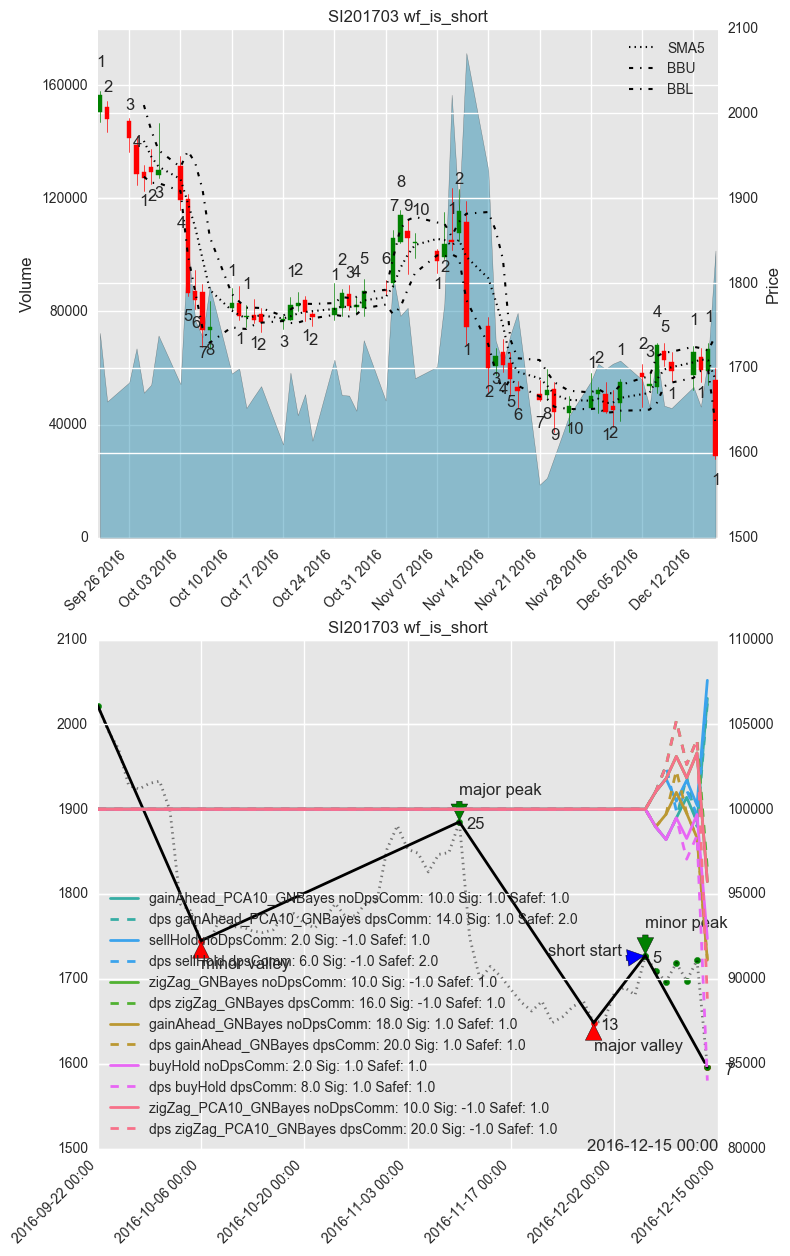 SI201703 wf_is_short
2100
SMA5
BBU
BBL
160000
2000
120000
1900
Volume
Price
80000
1800
1700
40000
1600
0
1500
Sep 26 2016
Oct 03 2016
Oct 10 2016
Oct 17 2016
Oct 24 2016
Oct 31 2016
Nov 07 2016
Nov 14 2016
Nov 21 2016
Nov 28 2016
Dec 05 2016
Dec 12 2016
SI201703 wf_is_short
2100
110000
2000
105000
major peak
1900
100000
25
1800
95000
gainAhead_PCA10_GNBayes noDpsComm: 10.0 Sig: 1.0 Safef: 1.0
dps gainAhead_PCA10_GNBayes dpsComm: 14.0 Sig: 1.0 Safef: 2.0
minor peak
sellHold noDpsComm: 2.0 Sig: -1.0 Safef: 1.0
short start
5
dps sellHold dpsComm: 6.0 Sig: -1.0 Safef: 2.0
minor valley
1700
90000
zigZag_GNBayes noDpsComm: 10.0 Sig: -1.0 Safef: 1.0
dps zigZag_GNBayes dpsComm: 16.0 Sig: -1.0 Safef: 1.0
gainAhead_GNBayes noDpsComm: 18.0 Sig: 1.0 Safef: 1.0
13
dps gainAhead_GNBayes dpsComm: 20.0 Sig: 1.0 Safef: 1.0
major valley
1600
85000
7
buyHold noDpsComm: 2.0 Sig: 1.0 Safef: 1.0
dps buyHold dpsComm: 8.0 Sig: 1.0 Safef: 1.0
zigZag_PCA10_GNBayes noDpsComm: 10.0 Sig: -1.0 Safef: 1.0
dps zigZag_PCA10_GNBayes dpsComm: 20.0 Sig: -1.0 Safef: 1.0
2016-12-15 00:00
1500
80000
2016-09-22 00:00
2016-10-06 00:00
2016-10-20 00:00
2016-11-03 00:00
2016-11-17 00:00
2016-12-02 00:00
2016-12-15 00:00